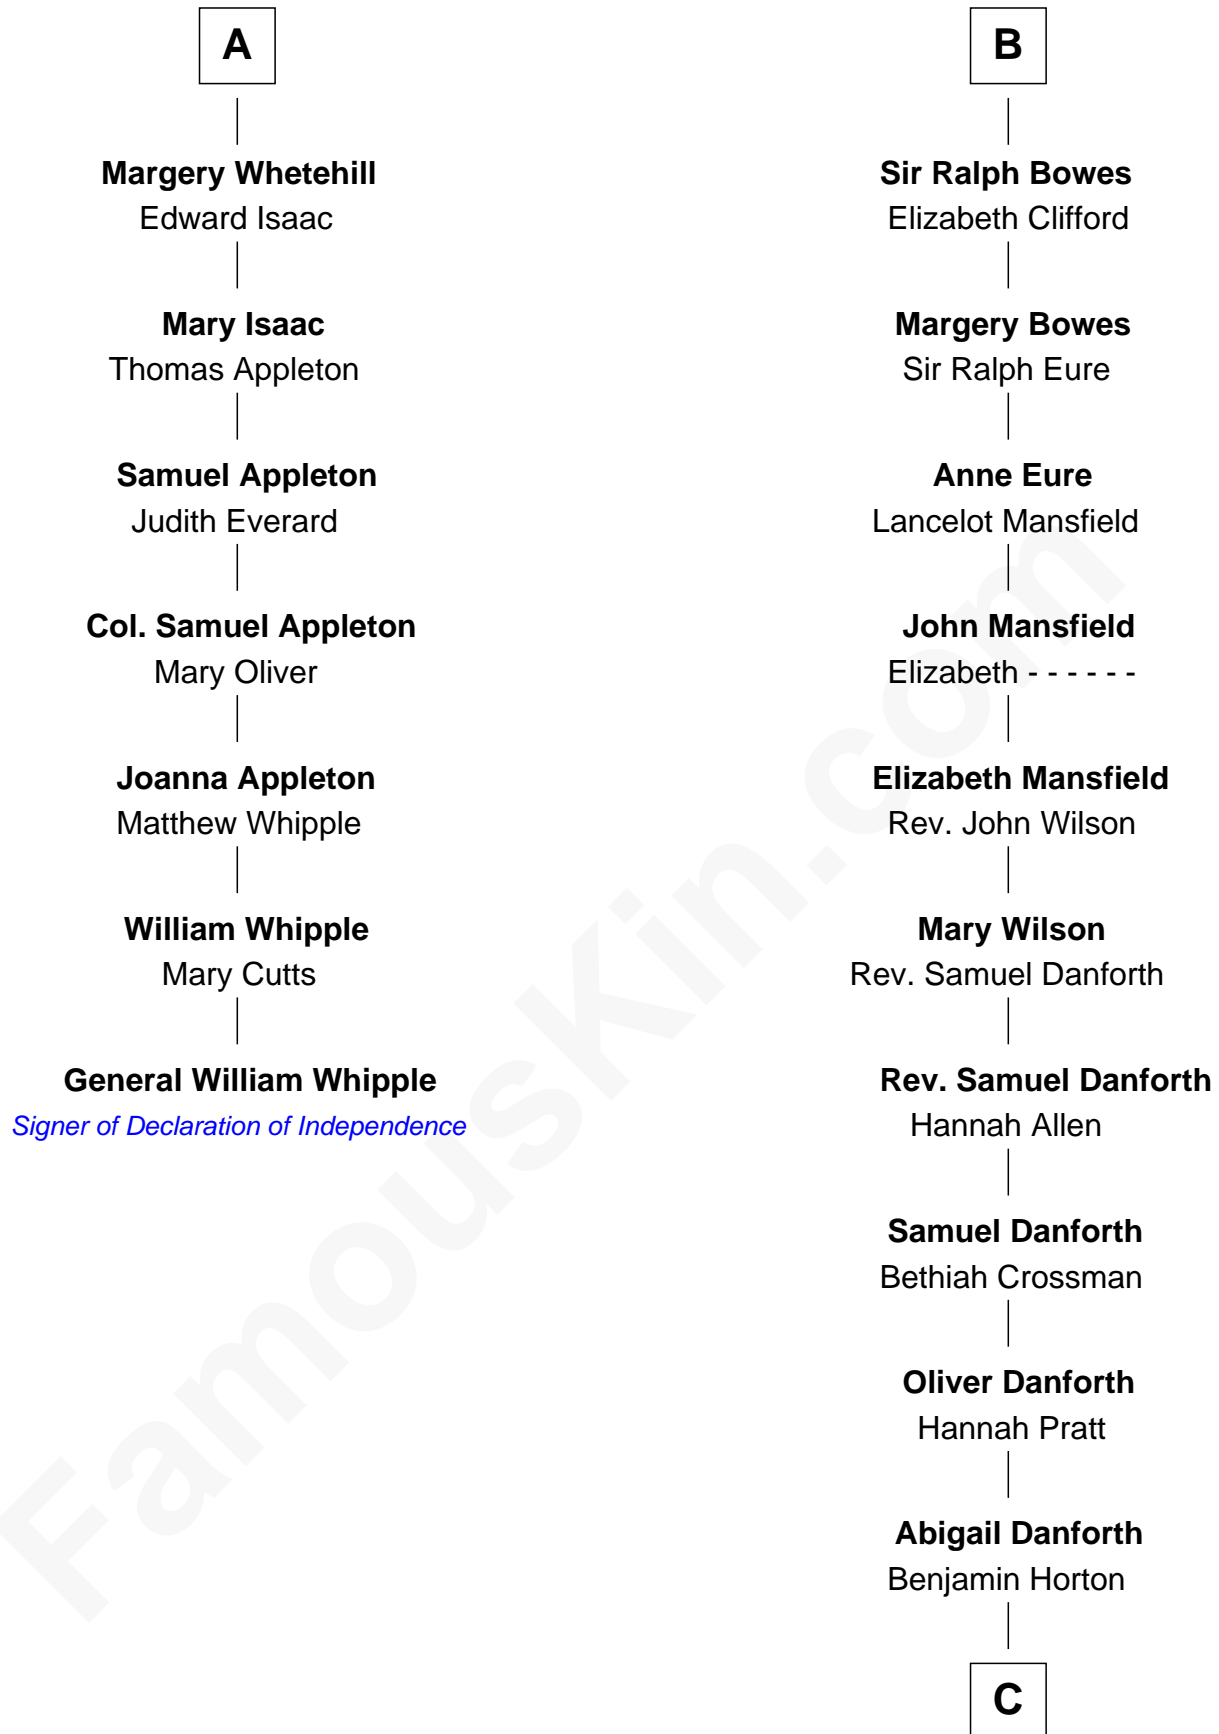 A
Margery Whetehill
Edward Isaac
Mary Isaac
Thomas Appleton
Samuel Appleton
Judith Everard
Col. Samuel Appleton
Mary Oliver
Joanna Appleton
Matthew Whipple
William Whipple
Mary Cutts
General William Whipple
Signer of Declaration of Independence
B
Sir Ralph Bowes
Elizabeth Clifford
Margery Bowes
Sir Ralph Eure
Anne Eure
Lancelot Mansfield
John Mansfield
Elizabeth - - - - - -
Elizabeth Mansfield
Rev. John Wilson
Mary Wilson
Rev. Samuel Danforth
Rev. Samuel Danforth
Hannah Allen
Samuel Danforth
Bethiah Crossman
Oliver Danforth
Hannah Pratt
Abigail Danforth
Benjamin Horton
C
FamousKin.com